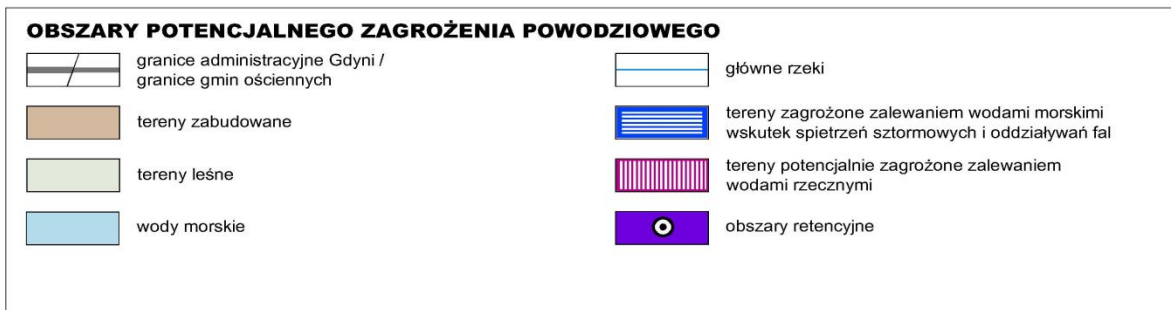 OBSZARY POTENCJALNEGO ZAGROŻENIA POWODZIOWEGO
granice administracyjne Gdyni /
granice gmin ościennych
tereny zabudowane
tereny leśne
wody morskie
główne rzeki
tereny zagrożone zalewaniem wodami morskimi
wskutek spietrzeń sztormowych i oddziaływań fal
tereny potencjalnie zagrożone zalewaniem
wodami rzecznymi
obszary retencyjne